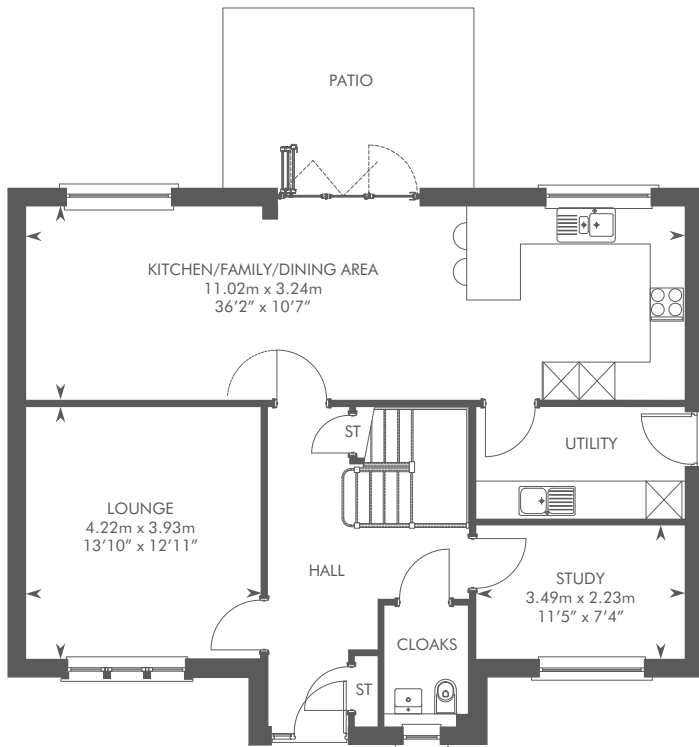 PATIO
KITCHEN/FAMILY/DINING AREA
11.02m x 3.24m
36'2" x 10'7"
ST
UTILITY
LOUNGE
4.22m x 3.93m
13'10" x 12'11"
HALL
STUDY
3.49m x 2.23m
11'5" x 7'4"
CLOAKS
ST